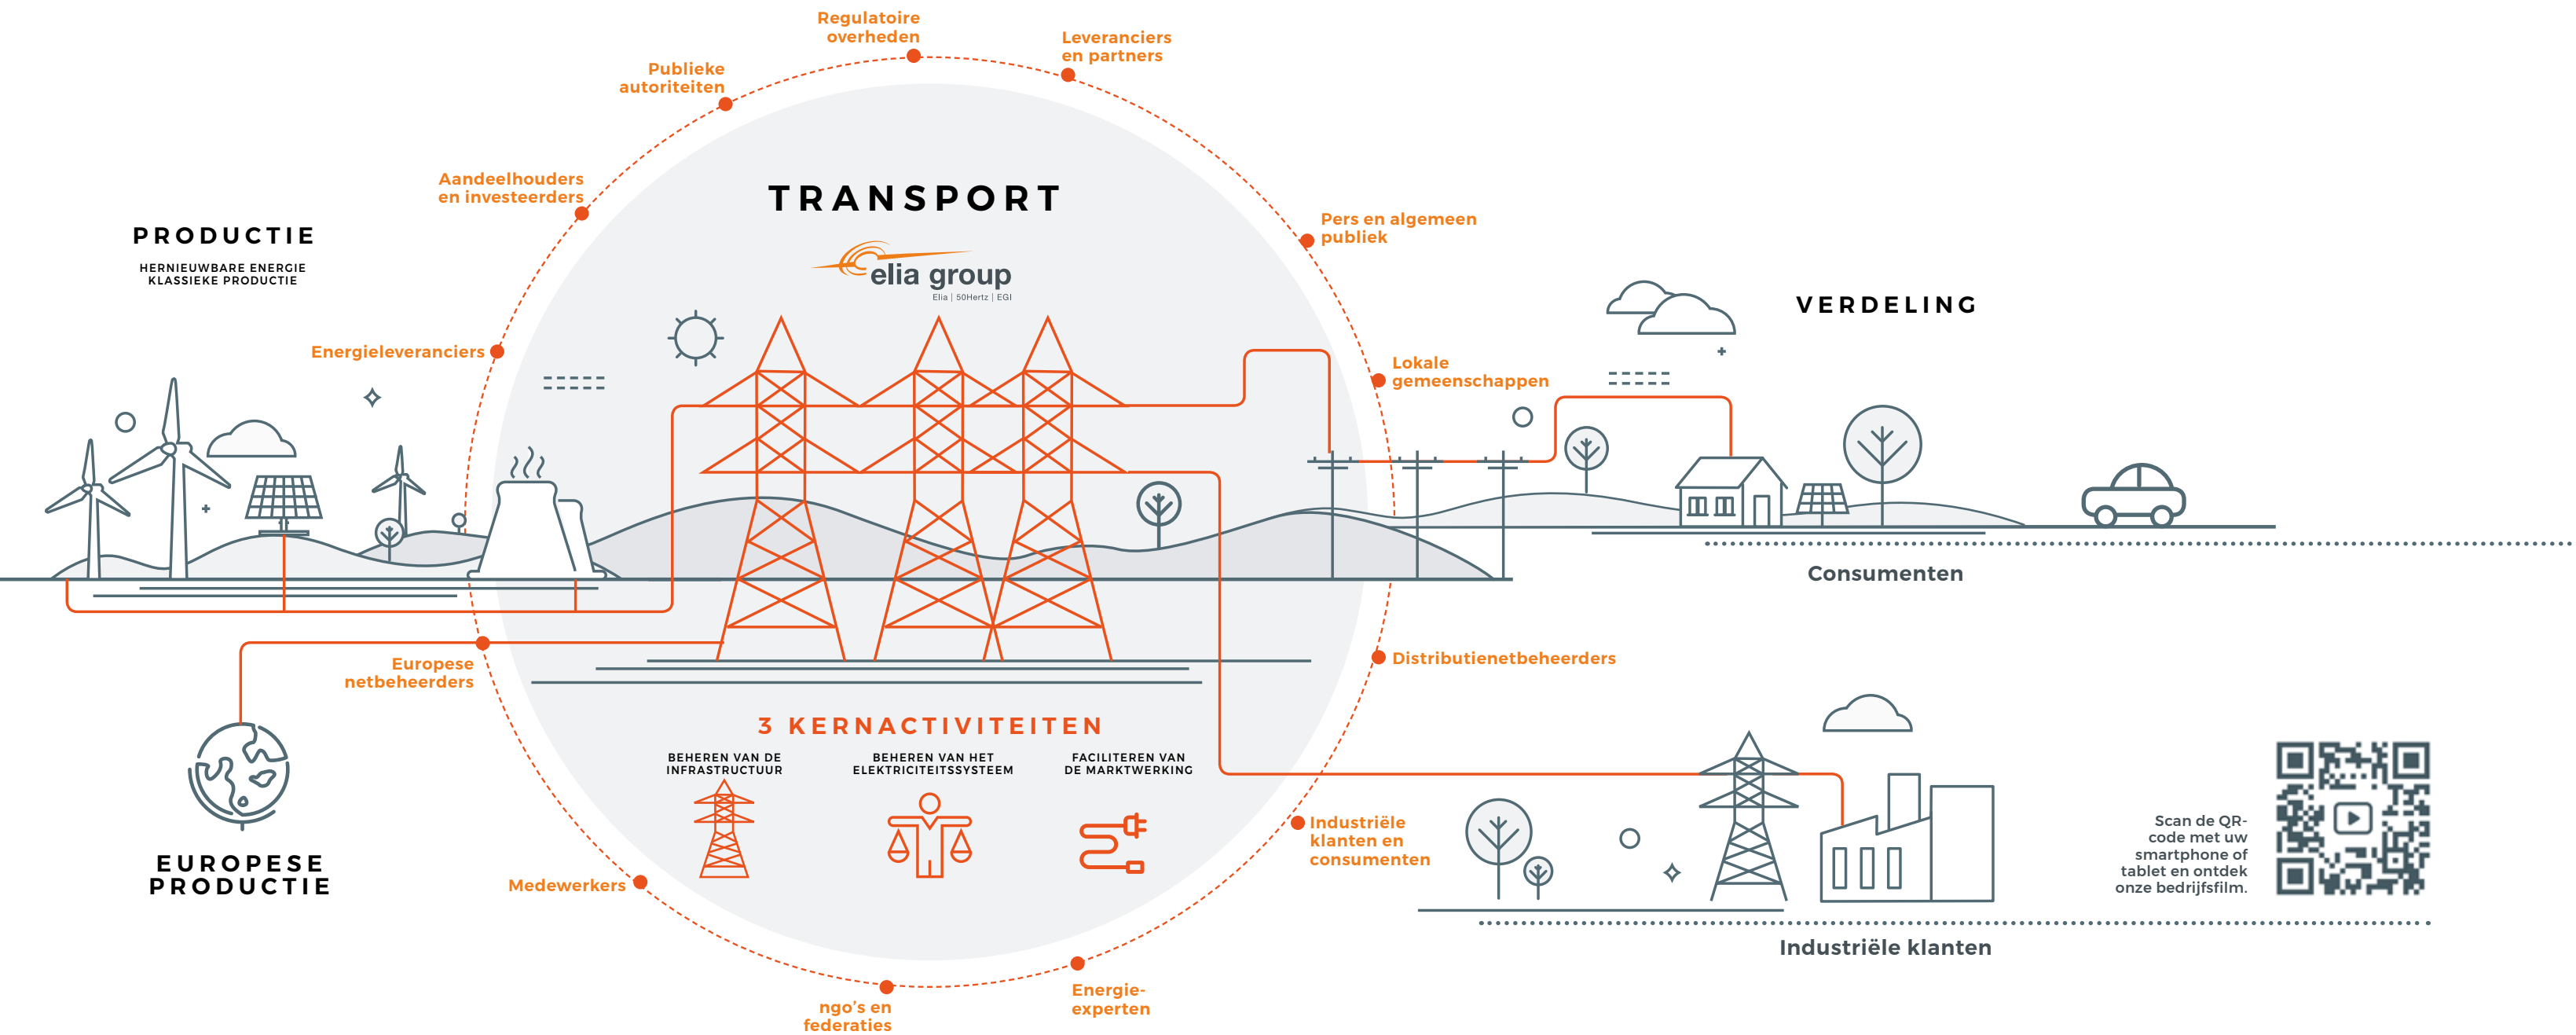 Regulatoire
overheden
Leveranciers
en partners
Publieke
autoriteiten
Aandeelhouders
en investeerders
TRANSPORT
elia group
Elia | 50Hertz | EGI
Pers en algemeen
publiek
PRODUCTIE
HERNIEUWBARE ENERGIE
KLASSIEKE PRODUCTIE
VERDELING
Energieleveranciers
Lokale
gemeenschappen
Consumenten
Europese
netbeheerders
Distributienetbeheerders
3 KERNACTIVITEITEN
BEHEREN VAN DE
INFRASTRUCTUUR
BEHEREN VAN HET
ELEKTRICITEITSSYSTEEM
FACILITEREN VAN
DE MARKTWERKING
EUROPESE
PRODUCTIE
Industriële
klanten en
consumenten
Scan de QR-
code met uw
smartphone of
tablet en ontdek
onze bedrijfsfilm.
Medewerkers
Industriële klanten
Energie-
experten
ngo's en
federaties